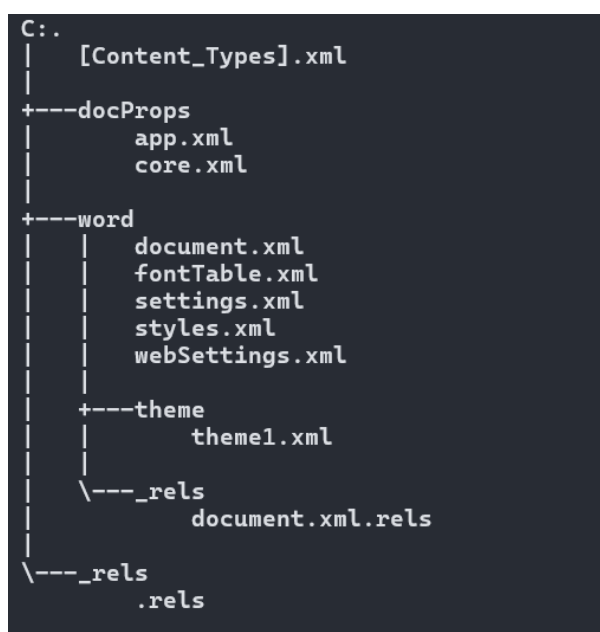 C:.
|    [Content_Types].xml
|
+---docProps
|        app.xml
|        core.xml
|
+---word
|    |    document.xml
|    |    fontTable.xml
|    |    settings.xml
|    |    styles.xml
|    |    webSettings.xml
|    |
|    +---theme
|    |        theme1.xml
|    |
|    \---_rels
|            document.xml.rels
|
\---_rels
        .rels